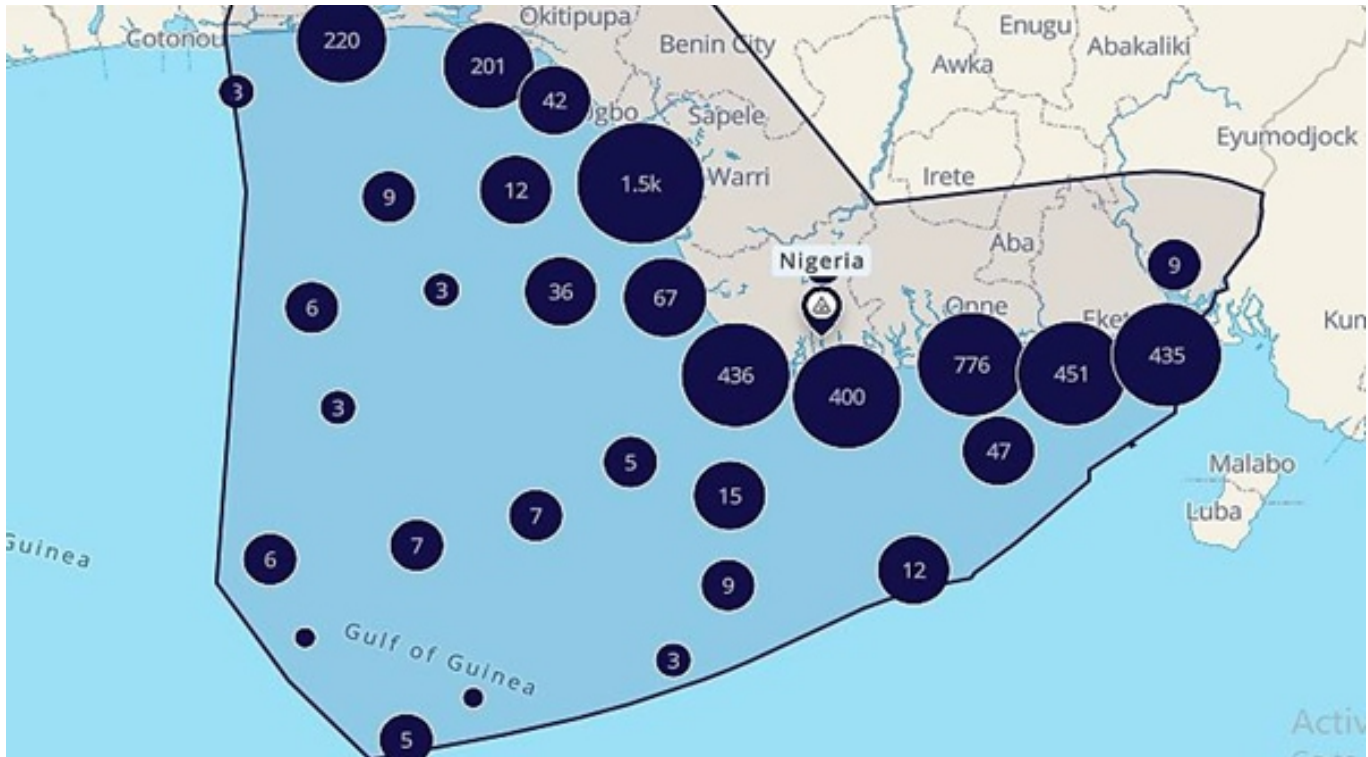 Okitipupa
Enugu
Cotonou
220
Benin City
Abakaliki
201
Awka
3
42
gbo
Sapele
Eyumodjock
9
12
1.5k
Warri
Irete
Aba
Nigeria
9
6
3
36
67
Onne
Eket
Kum
436
400
776
451
435
3
5
15
47
Malabo
Luba
7
7
Guinea
6
9
12
Gulf of Guinea
3
5
Activ